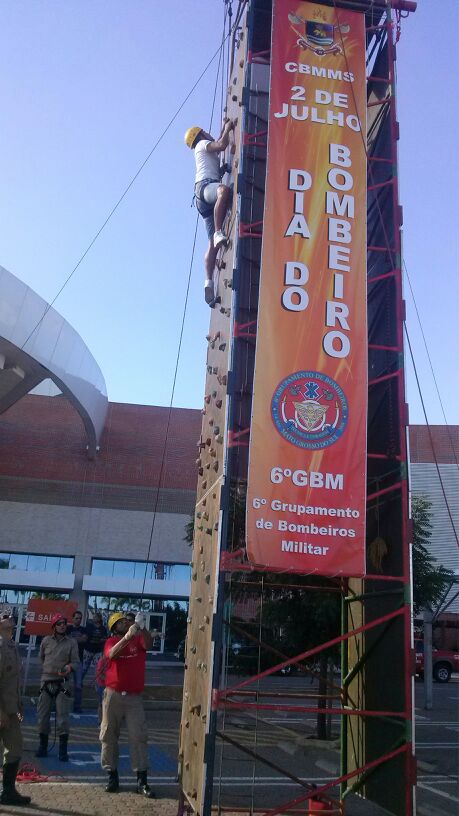 CBMMS
2 DE
JULHO
DIA DO
BOMBEIRO
6ºGBM
6º Grupamento
de Bombeiros
Militar